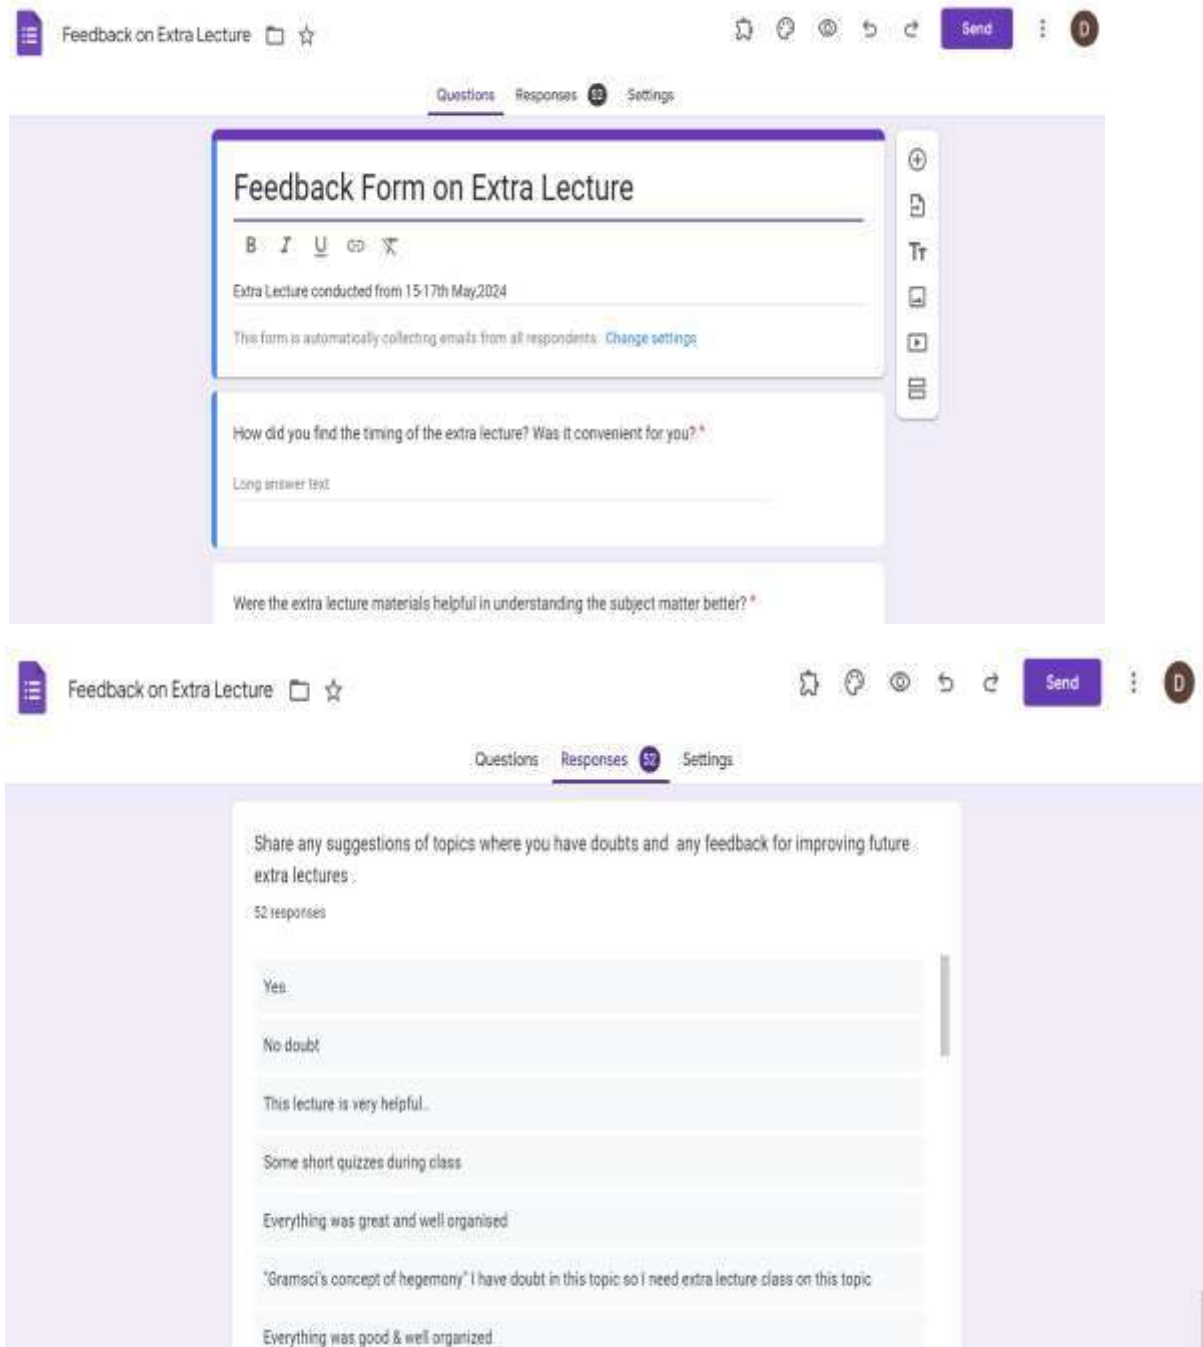 Feedback on Extra Lecture
Send
D
Questions Responses 52 Settings
Feedback Form on Extra Lecture
B I U
Tт
Extra Lecture conducted from 15-17th May,2024
This form is automatically collecting emails from all respondents. Change settings
How did you find the timing of the extra lecture? Was it convenient for you? *
Long answer text
Were the extra lecture materials helpful in understanding the subject matter better? *
Feedback on Extra Lecture
Send
D
Questions Responses 52 Settings
Share any suggestions of topics where you have doubts and any feedback for improving future
extra lectures .
52 responses
Yes
No doubt
This lecture is very helpful..
Some short quizzes during class
Everything was great and well organised
"Gramsci's concept of hegemony" I have doubt in this topic so I need extra lecture class on this topic
Everything was good & well organized